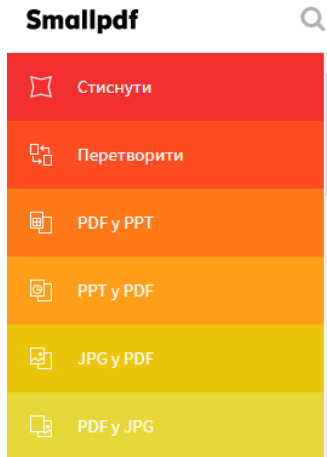 Smallpdf
Стиснути
Перетворити
PDF у PPT
PPT у PDF
JPG у PDF
PDF у JPG